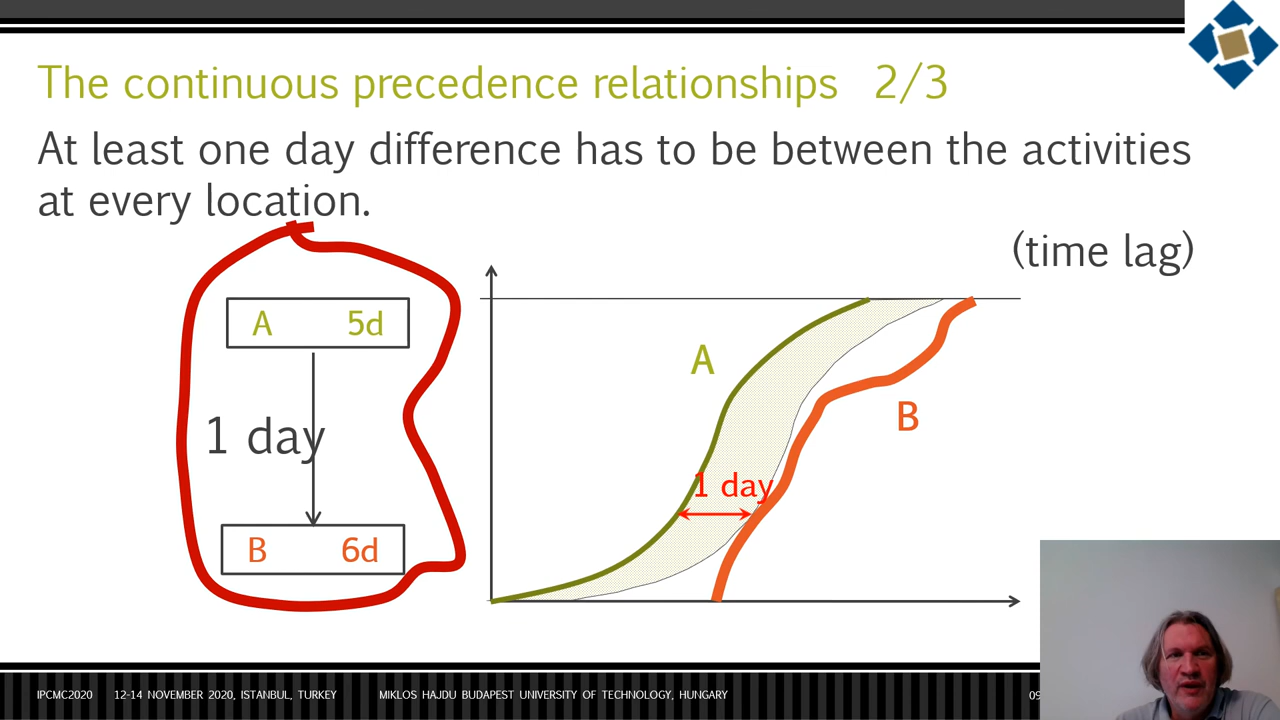 The continuous precedence relationships 2/3
At least one day difference has to be between the activities
at every location.
(time lag)
A 5d
1 day
B 6d
A
B
1 day
IPCMC2020 12-14 NOVEMBER 2020, ISTANBUL, TURKEY MIKLOS HAJDU BUDAPEST UNIVERSITY OF TECHNOLOGY, HUNGARY